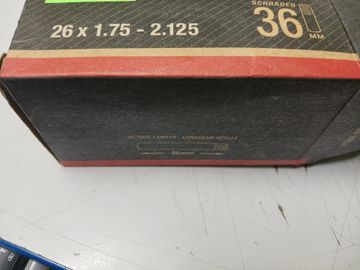 SCHRADER
26 x 1.75 - 2.125
36
MM
ACTUAL LENGTH - LONGUEUR RÉELLE
36mm